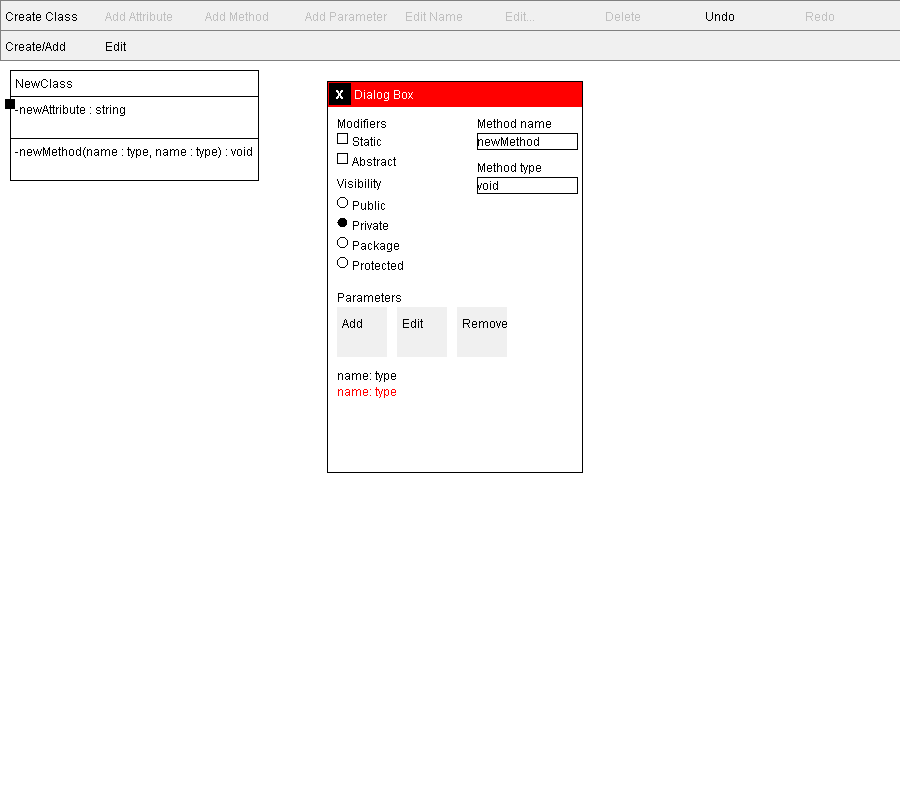 Create Class Add Attribute Add Method Add Parameter Edit Name Edit... Delete Undo Redo
Create/Add Edit
NewClass
-newAttribute : string
-newMethod(name : type, name : type) : void
X Dialog Box
Modifiers
Static
Abstract
Visibility
Public
Private
Package
Protected
Method name
newMethod
Method type
void
Parameters
Add Edit Remove
name: type
name: type